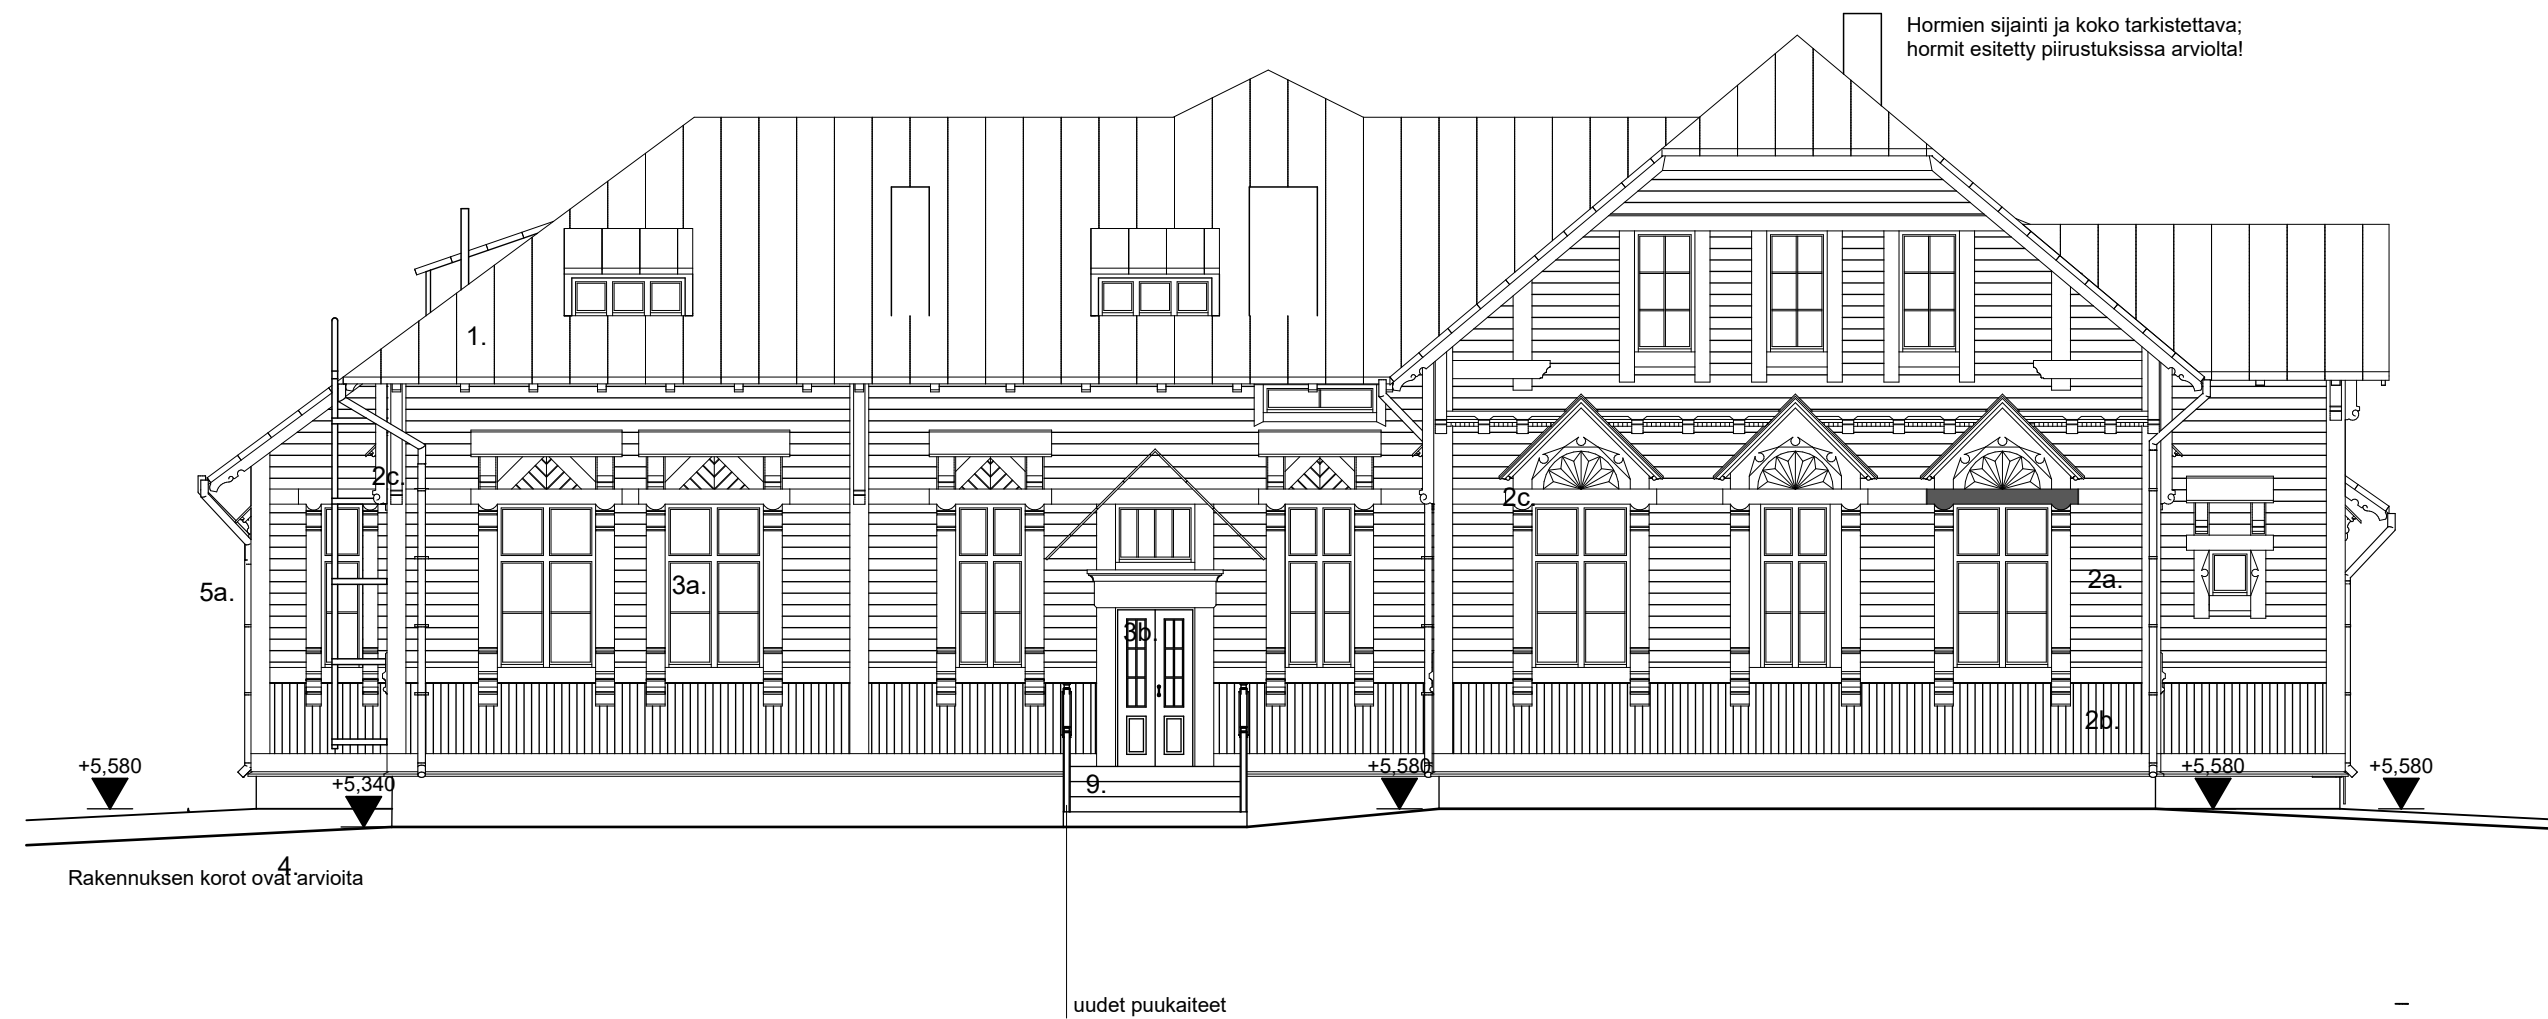 Hormien sijainti ja koko tarkistettava;
hormit esitetty piirustuksissa arviolta!
1.
2c.
2c.
5a.
3a.
2a.
3b.
2b.
+5,580
+5,340
9.
+5,580
+5,580
+5,580
4.
Rakennuksen korot ovat arvioita
uudet puukaiteet